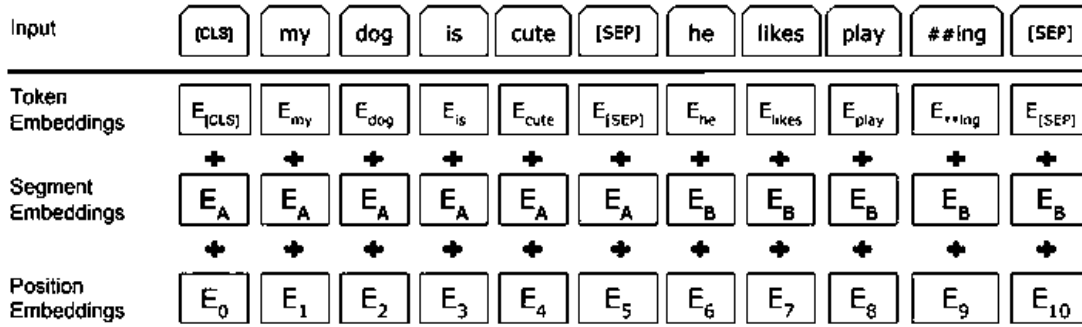 Input [CLS] my dog is cute [SEP] he likes play ##ing [SEP]
Token Embeddings E[CLS] Emy Edog Eis Ecute E[SEP] Ehe Elikes Eplay E**ing E[SEP]
+ + + + + + + + + + +
Segment Embeddings EA EA EA EA EA EA EB EB EB EB EB
+ + + + + + + + + + +
Position Embeddings E0 E1 E2 E3 E4 E5 E6 E7 E8 E9 E10